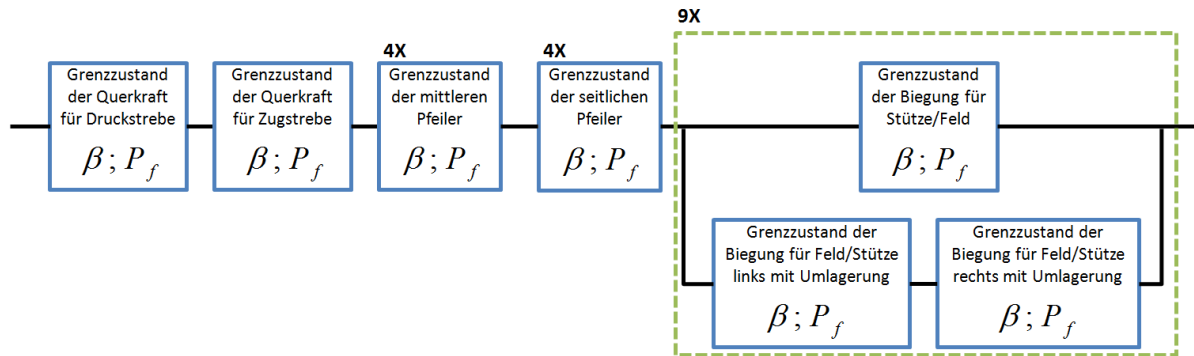 9X
4X
4X
Grenzzustand
der Querkraft
für Druckstrebe
β ; P_f
Grenzzustand
der Querkraft
für Zugstrebe
β ; P_f
Grenzzustand
der mittleren
Pfeiler
β ; P_f
Grenzzustand
der seitlichen
Pfeiler
β ; P_f
Grenzzustand
der Biegung für
Stütze/Feld
β ; P_f
Grenzzustand der
Biegung für Feld/Stütze
links mit Umlagerung
β ; P_f
Grenzzustand der
Biegung für Feld/Stütze
rechts mit Umlagerung
β ; P_f